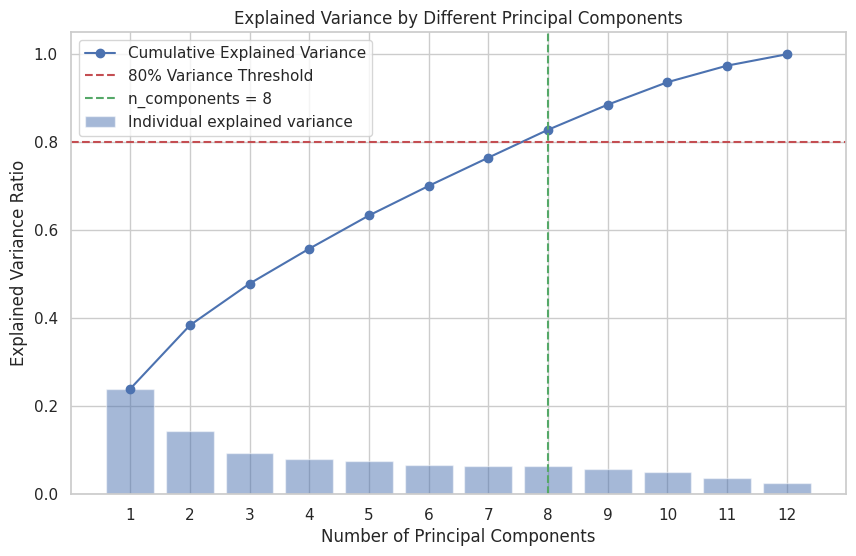 Explained Variance by Different Principal Components
Cumulative Explained Variance
80% Variance Threshold
n_components = 8
Individual explained variance
Explained Variance Ratio
1.0
0.8
0.6
0.4
0.2
0.0
1 2 3 4 5 6 7 8 9 10 11 12
Number of Principal Components